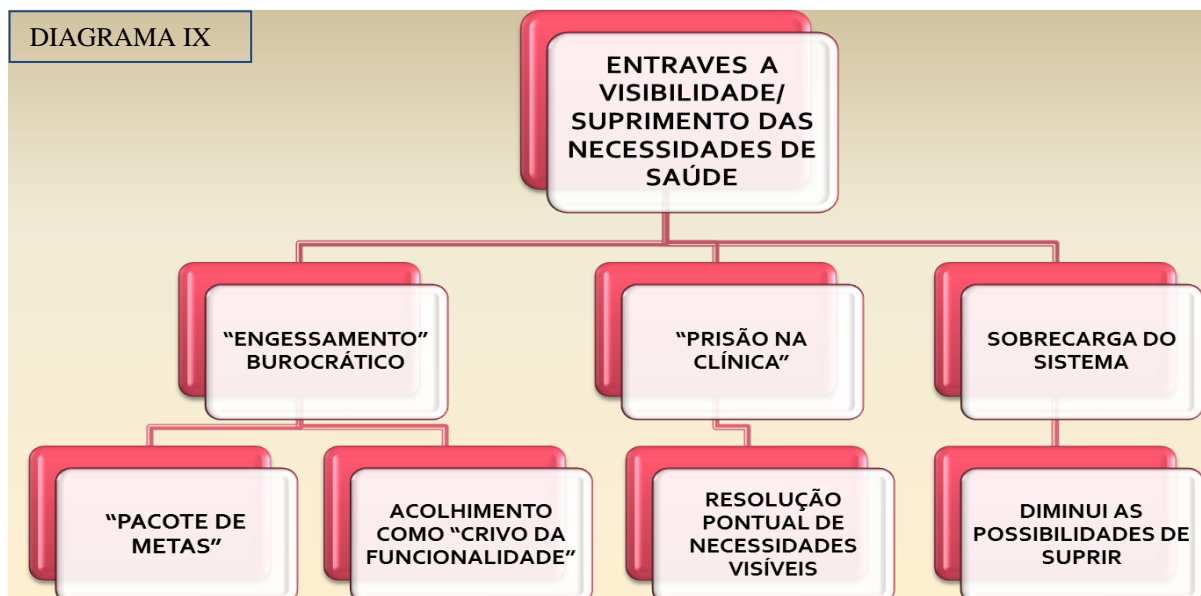 DIAGRAMA IX
ENTRAVES A
VISIBILIDADE/
SUPRIMENTO DAS
NECESSIDADES DE
SAÚDE
“ENGESSAMENTO”
BUROCRÁTICO
“PRISÃO NA
CLÍNICA”
SOBRECARGA DO
SISTEMA
“PACOTE DE
METAS”
ACOLHIMENTO
COMO “CRIVO DA
FUNCIONALIDADE”
RESOLUÇÃO
PONTUAL DE
NECESSIDADES
VISÍVEIS
DIMINUI AS
POSSIBILIDADES DE
SUPRIR